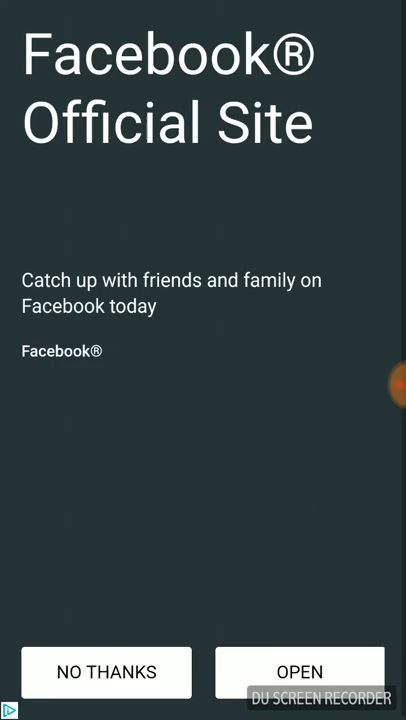 Facebook®
Official Site
Catch up with friends and family on
Facebook today
Facebook®
NO THANKS
OPEN
DU SCREEN RECORDER